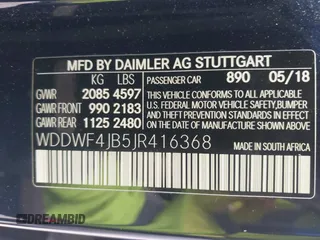 MFD BY DAIMLER AG STUTTGART
KG LBS PASSENGER CAR 890 05/18
GVWR 2085 4597 THIS VEHICLE CONFORMS TO ALL APPLICABLE
GAWR FRONT 990 2183 U.S. FEDERAL MOTOR VEHICLE SAFETY, BUMPER,
GAWR REAR 1125 2480 AND THEFT PREVENTION STANDARDS IN EFFECT ON THE DATE OF MANUFACTURE SHOWN ABOVE.
WDDWF4JB5JR416368
MADE IN SOUTH AFRICA
DREAMBID